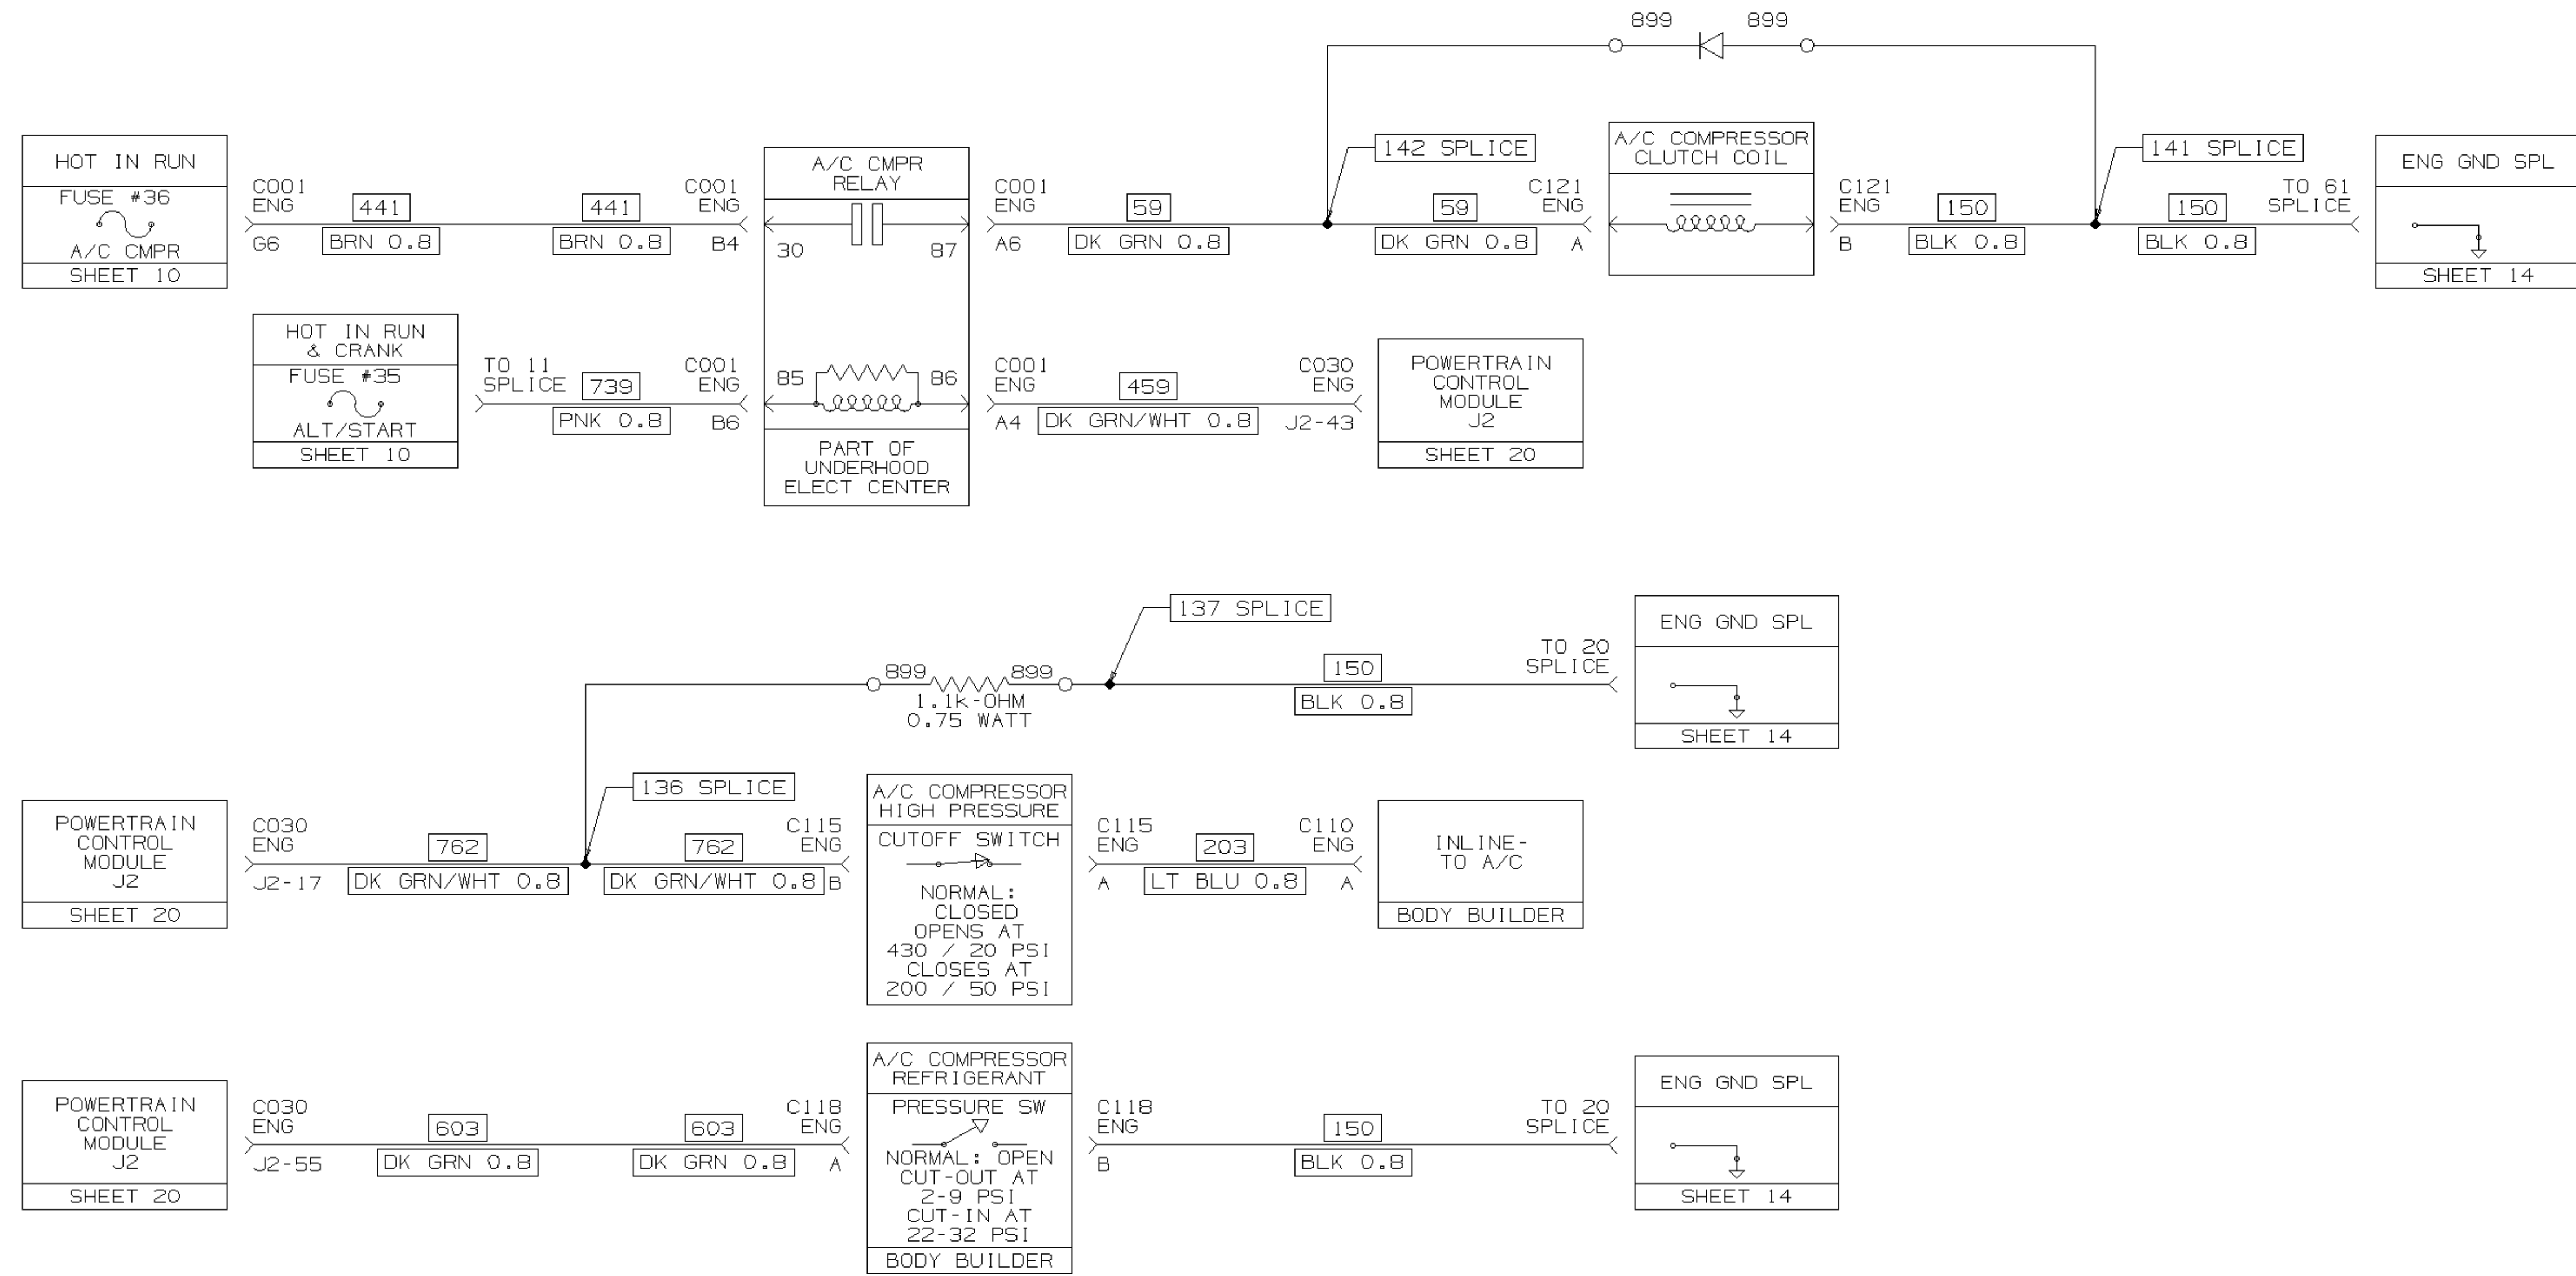 899 899
HOT IN RUN
FUSE #36
A/C CMPR
SHEET 10
C001
ENG
G6
441
BRN 0.8
441
BRN 0.8
C001
ENG
B4
A/C CMPR
RELAY
30 87
85 86
PART OF
UNDERHOOD
ELECT CENTER
C001
ENG
A6
59
DK GRN 0.8
142 SPLICE
59
DK GRN 0.8
C121
ENG
A
A/C COMPRESSOR
CLUTCH COIL
C121
ENG
B
150
BLK 0.8
141 SPLICE
150
BLK 0.8
TO 61
SPLICE
ENG GND SPL
SHEET 14
HOT IN RUN
& CRANK
FUSE #35
ALT/START
SHEET 10
TO 11
SPLICE
739
PNK 0.8
C001
ENG
B6
C001
ENG
A4
459
DK GRN/WHT 0.8
C030
ENG
J2-43
POWERTRAIN
CONTROL
MODULE
J2
SHEET 20
137 SPLICE
899 899
1.1k-OHM
0.75 WATT
150
BLK 0.8
TO 20
SPLICE
ENG GND SPL
SHEET 14
POWERTRAIN
CONTROL
MODULE
J2
SHEET 20
C030
ENG
J2-17
762
DK GRN/WHT 0.8
136 SPLICE
762
DK GRN/WHT 0.8
C115
ENG
B
A/C COMPRESSOR
HIGH PRESSURE
CUTOFF SWITCH
NORMAL:
CLOSED
OPENS AT
430 / 20 PSI
CLOSES AT
200 / 50 PSI
C115
ENG
A
203
LT BLU 0.8
C110
ENG
A
INLINE-
TO A/C
BODY BUILDER
POWERTRAIN
CONTROL
MODULE
J2
SHEET 20
C030
ENG
J2-55
603
DK GRN 0.8
603
DK GRN 0.8
C118
ENG
A
A/C COMPRESSOR
REFRIGERANT
PRESSURE SW
NORMAL: OPEN
CUT-OUT AT
2-9 PSI
CUT-IN AT
22-32 PSI
BODY BUILDER
C118
ENG
B
150
BLK 0.8
TO 20
SPLICE
ENG GND SPL
SHEET 14